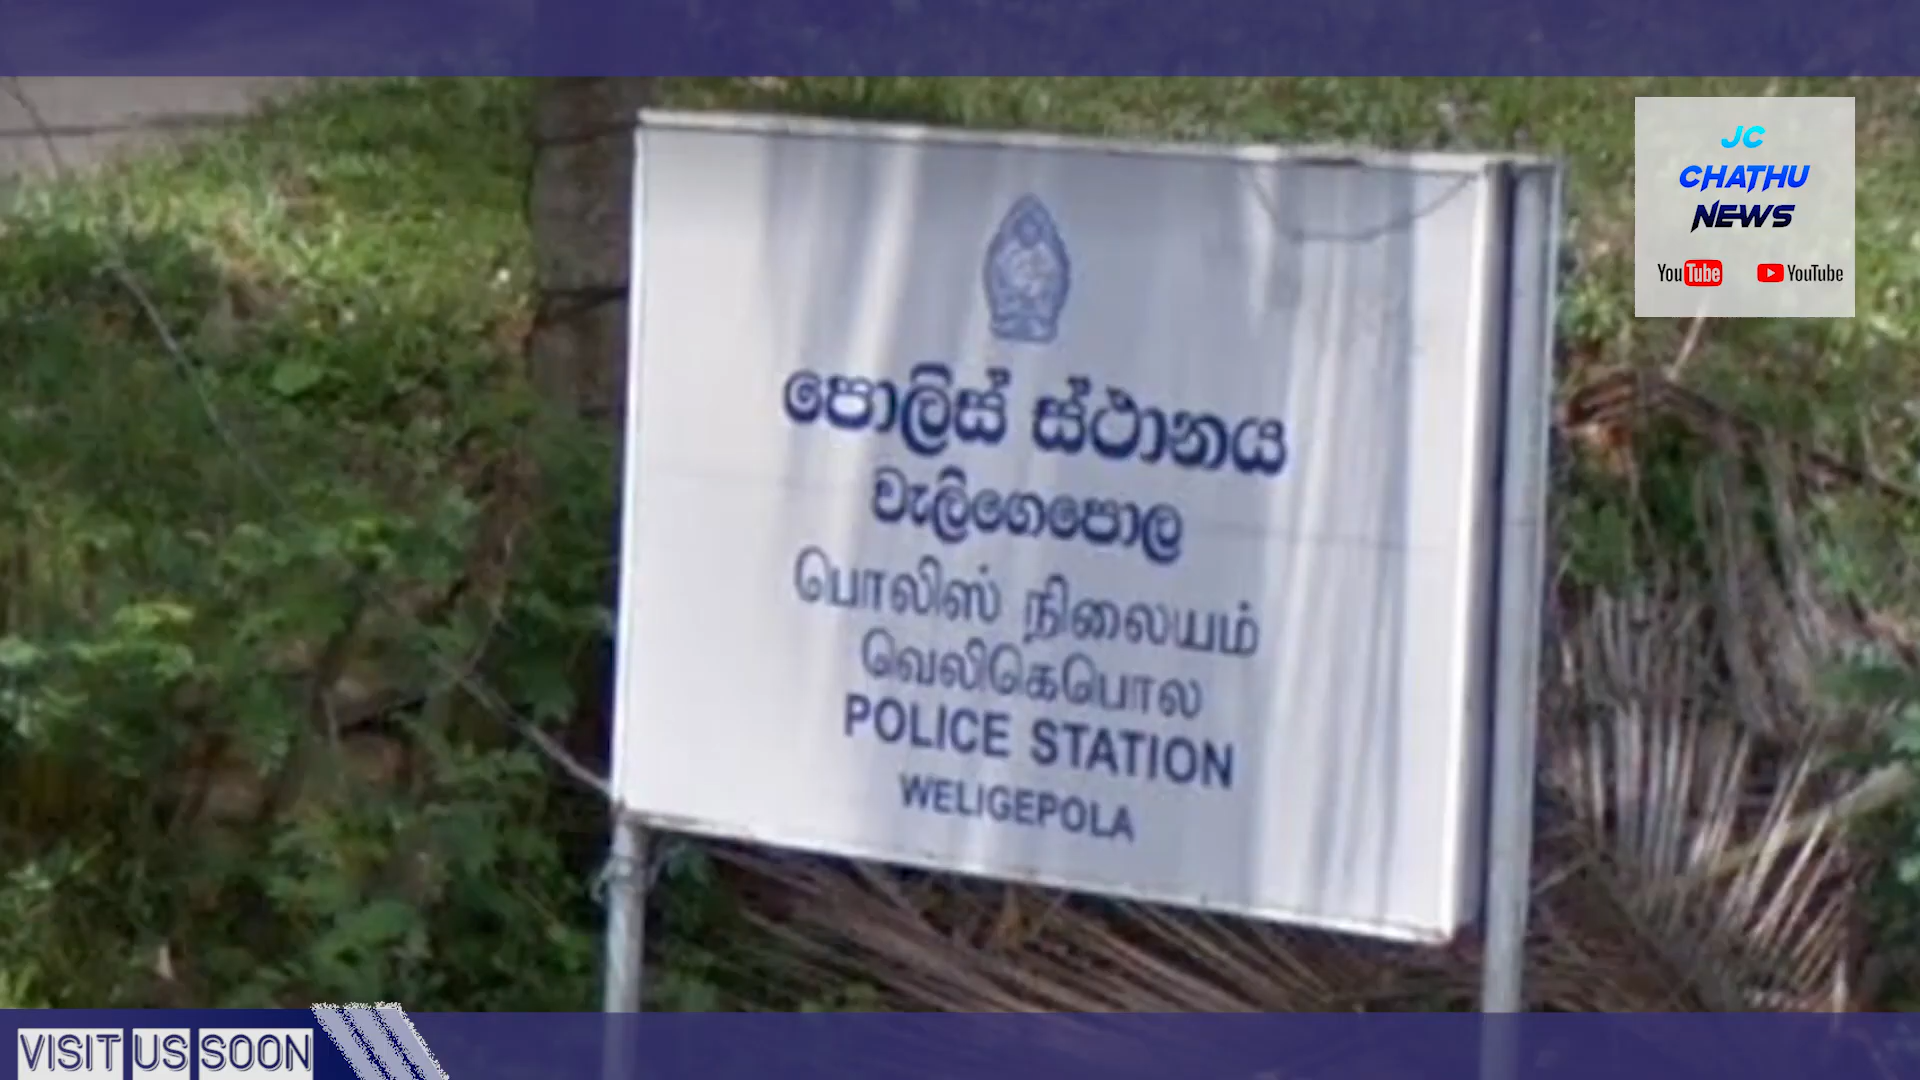 JC
CHATHU
NEWS
YouTube YouTube
පොලිස් ස්ථානය
වැලිගෙපොල
பொலிஸ் நிலையம்
வெலிகெபொல
POLICE STATION
WELIGEPOLA
VISIT US SOON